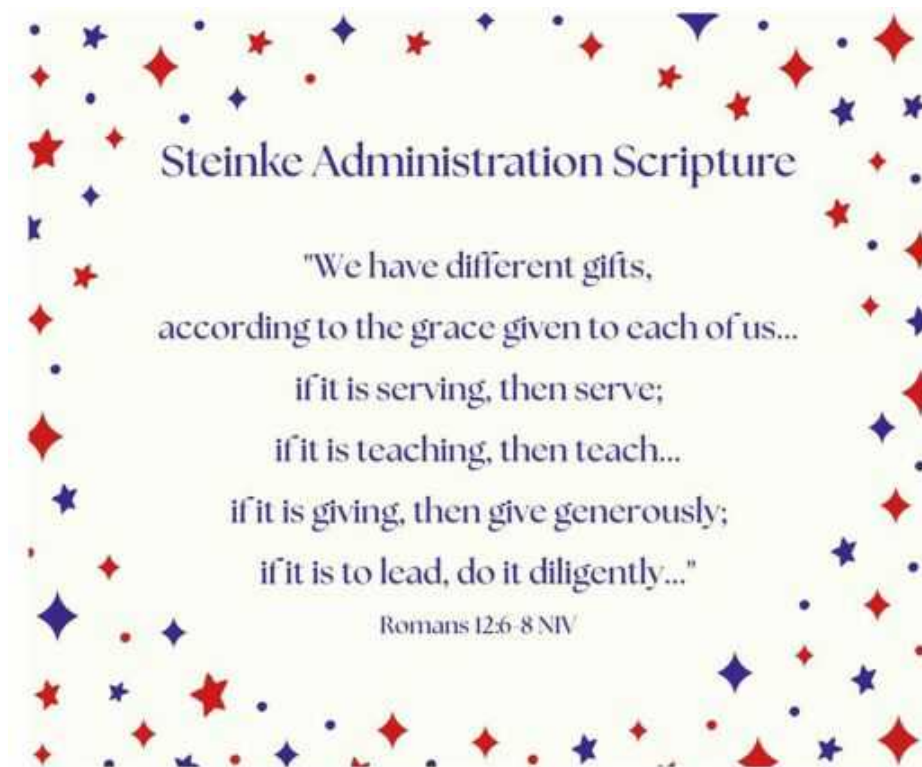 Steinke Administration Scripture
"We have different gifts,
according to the grace given to each of us...
if it is serving, then serve;
if it is teaching, then teach...
if it is giving, then give generously;
if it is to lead, do it diligently..."
Romans 12:6-8 NIV